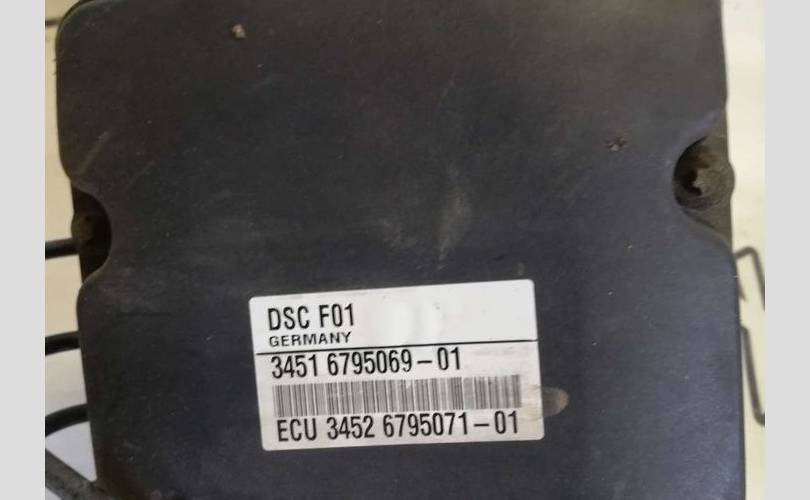 DSC F01
GERMANY
3451 6795069-01
ECU 3452 6795071-01